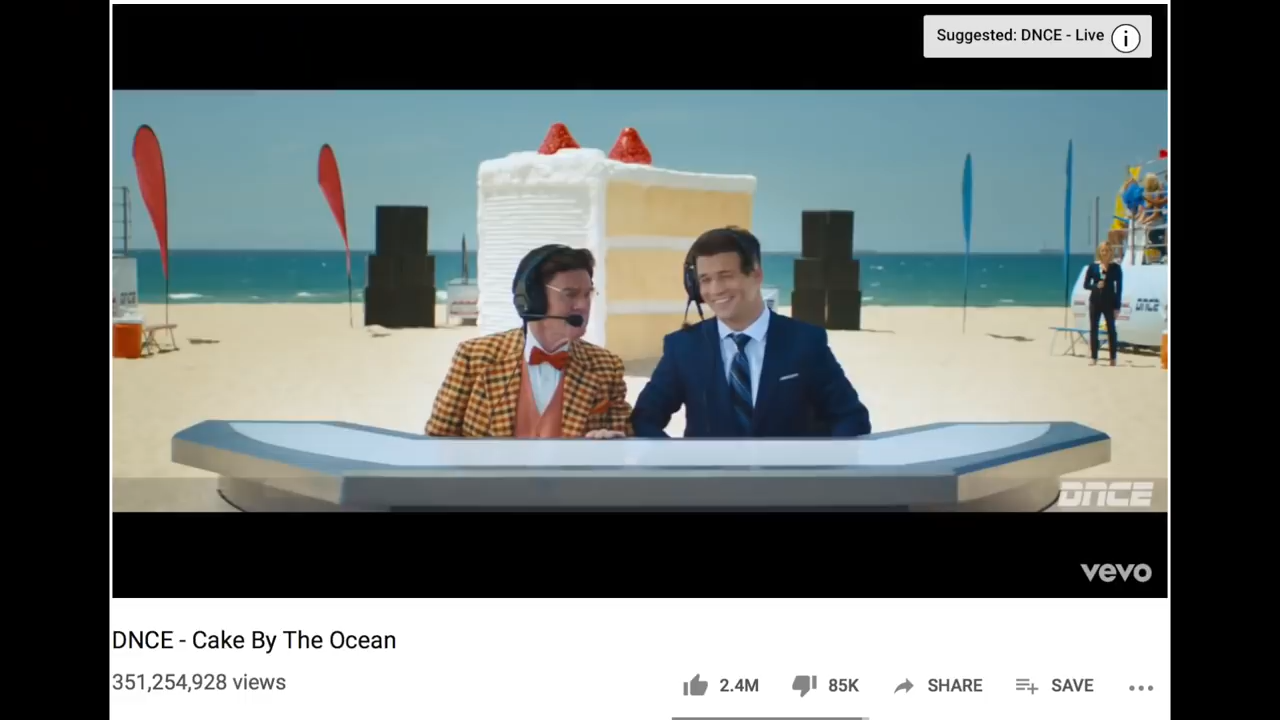 Suggested: DNCE - Live
DNCE
vevo
DNCE - Cake By The Ocean
351,254,928 views
2.4M
85K
SHARE
SAVE